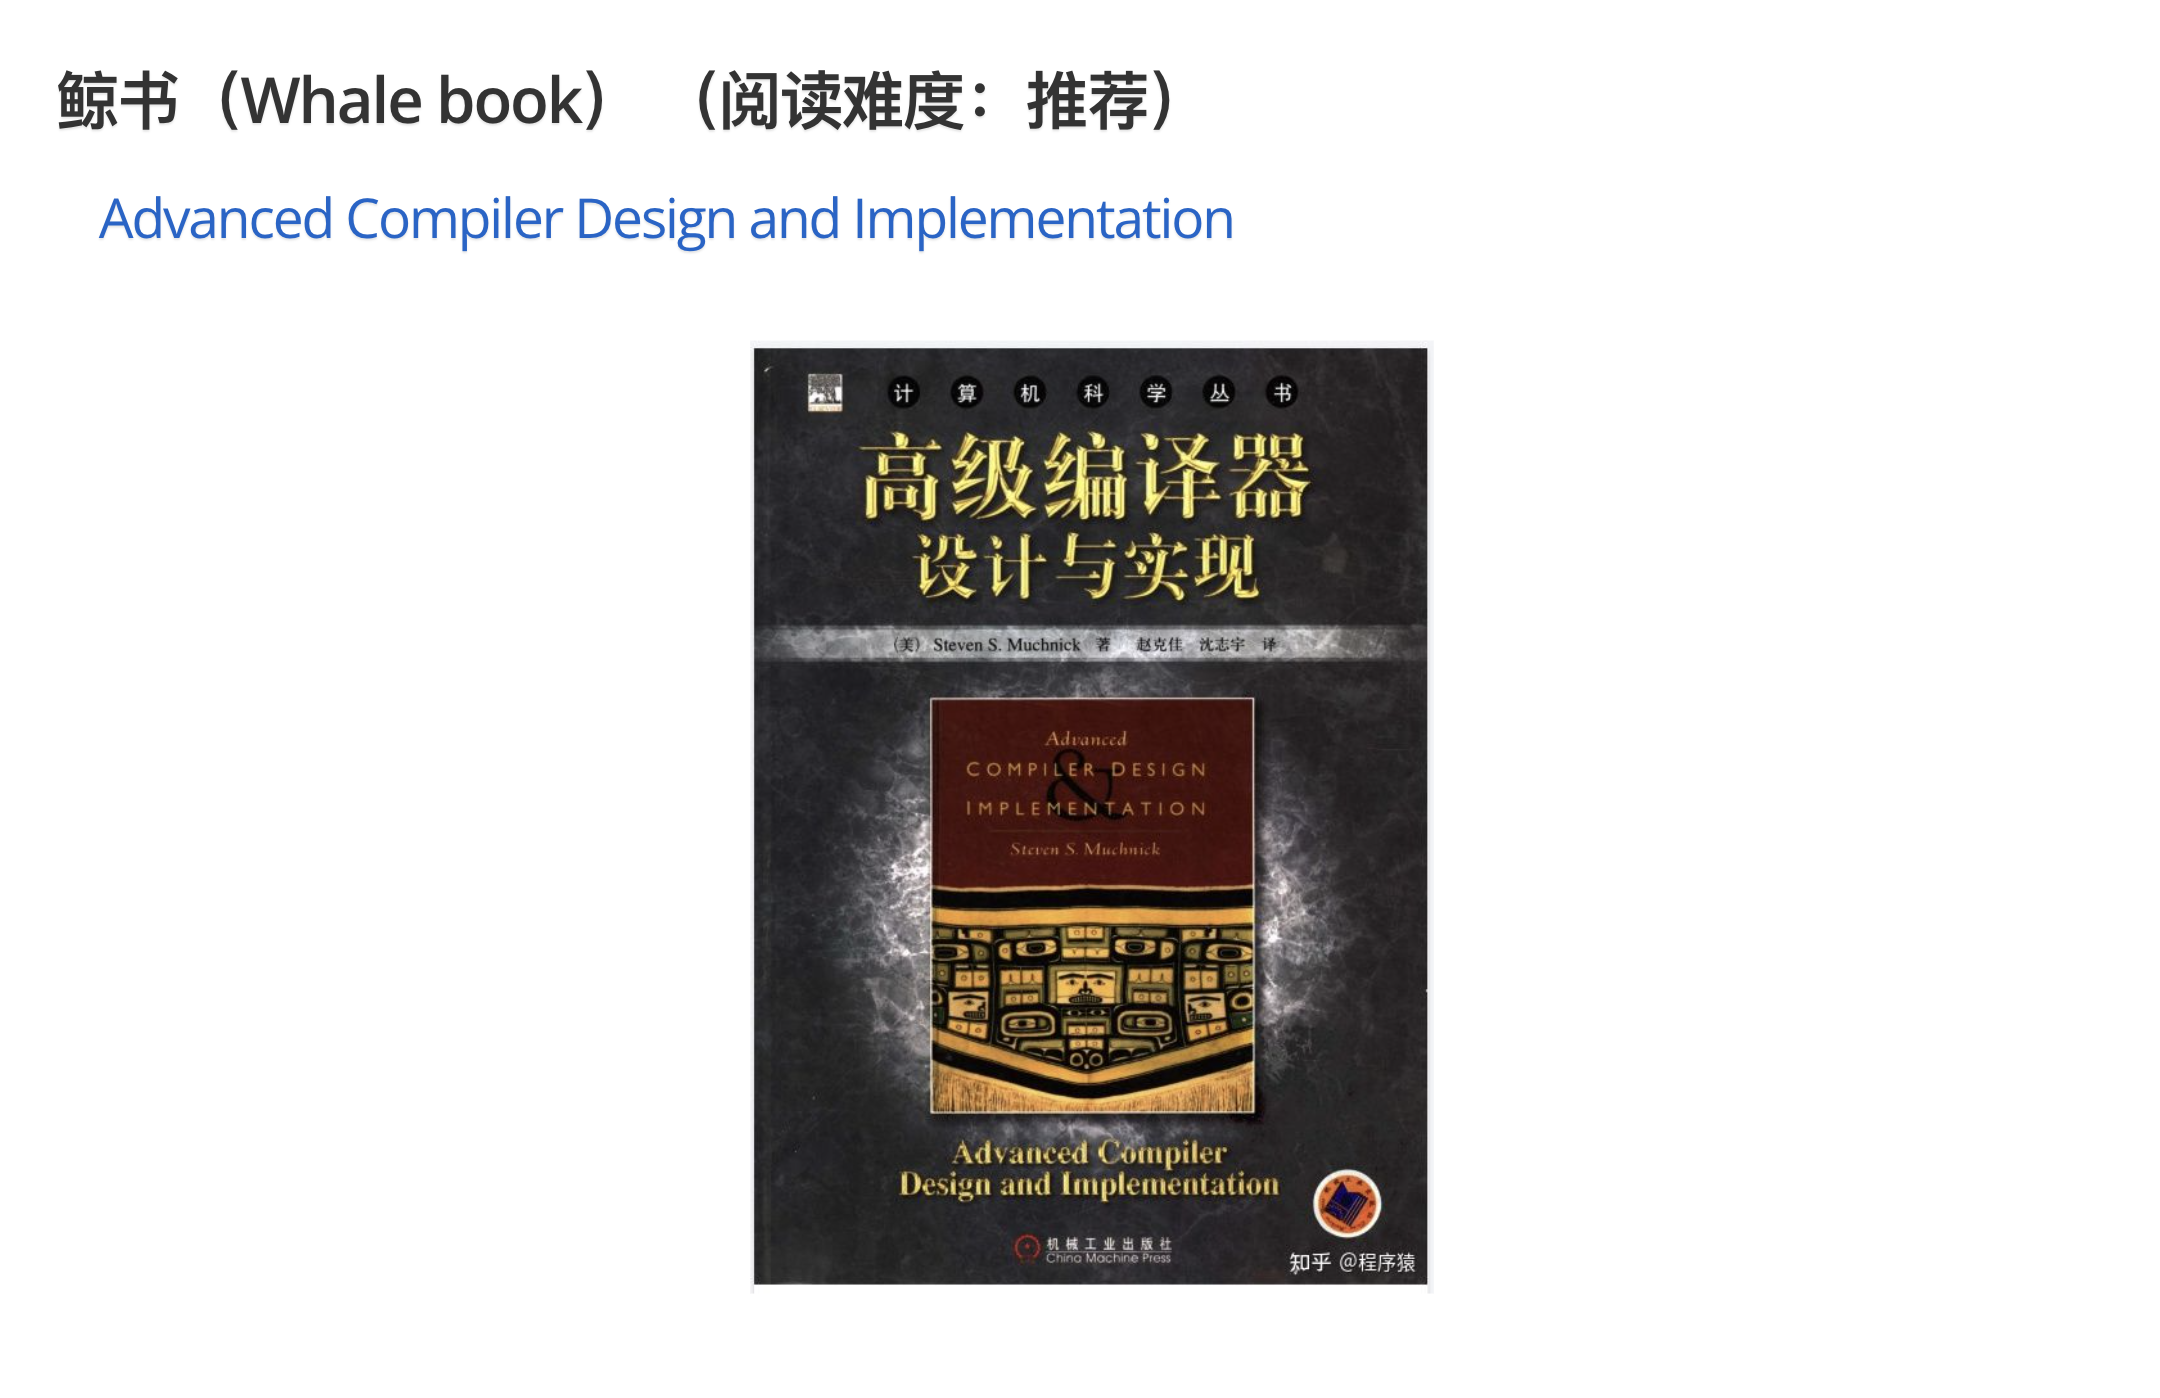 鲸书（Whale book） （阅读难度：推荐）
Advanced Compiler Design and Implementation
计算机科学丛书
高级编译器
设计与实现
（美） Steven S. Muchnick 著 赵克佳 沈志宇 译
Advanced
COMPILER DESIGN
&
IMPLEMENTATION
Steven S. Muchnick
Advanced Compiler
Design and Implementation
机械工业出版社
China Machine Press
知乎 @程序猿